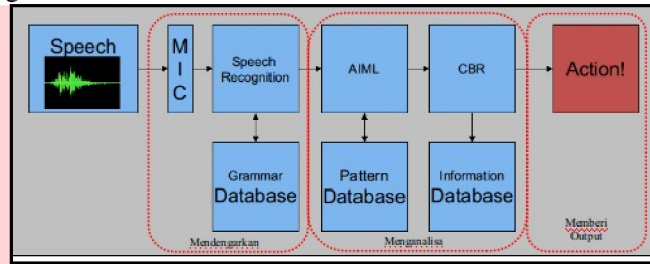 Speech
M
I
C
Speech
Recognition
AIML
CBR
Action!
Grammar
Database
Pattern
Database
Information
Database
Mendengarkan
Menganalisa
Memberi
Output